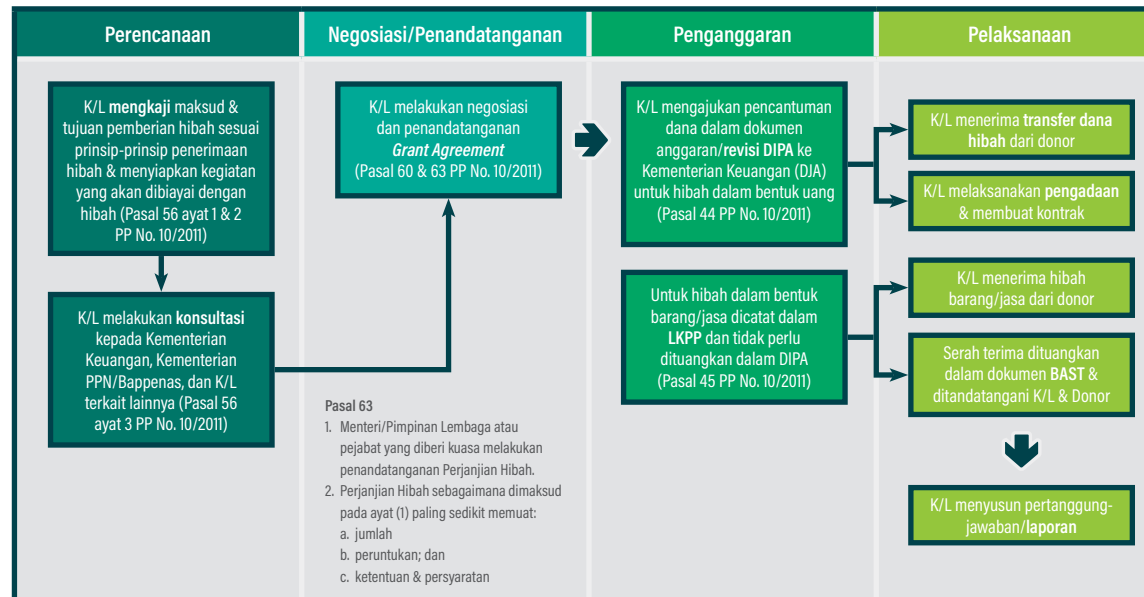 Perencanaan
K/L mengkaji maksud &
tujuan pemberian hibah sesuai
prinsip-prinsip penerimaan
hibah & menyiapkan kegiatan
yang akan dibiayai dengan
hibah (Pasal 56 ayat 1 & 2
PP No. 10/2011)
K/L melakukan konsultasi
kepada Kementerian
Keuangan, Kementerian
PPN/Bappenas, dan K/L
terkait lainnya (Pasal 56
ayat 3 PP No. 10/2011)
Negosiasi/Penandatanganan
K/L melakukan negosiasi
dan penandatanganan
Grant Agreement
(Pasal 60 & 63 PP No. 10/2011)
Pasal 63
1. Menteri/Pimpinan Lembaga atau
pejabat yang diberi kuasa melakukan
penandatanganan Perjanjian Hibah.
2. Perjanjian Hibah sebagaimana dimaksud
pada ayat (1) paling sedikit memuat:
a. jumlah
b. peruntukan; dan
c. ketentuan & persyaratan
Penganggaran
K/L mengajukan pencantuman
dana dalam dokumen
anggaran/revisi DIPA ke
Kementerian Keuangan (DJA)
untuk hibah dalam bentuk uang
(Pasal 44 PP No. 10/2011)
Untuk hibah dalam bentuk
barang/jasa dicatat dalam
LKPP dan tidak perlu
dituangkan dalam DIPA
(Pasal 45 PP No. 10/2011)
Pelaksanaan
K/L menerima transfer dana
hibah dari donor
K/L melaksanakan pengadaan
& membuat kontrak
K/L menerima hibah
barang/jasa dari donor
Serah terima dituangkan
dalam dokumen BAST &
ditandatangani K/L & Donor
K/L menyusun pertanggung-
jawaban/laporan